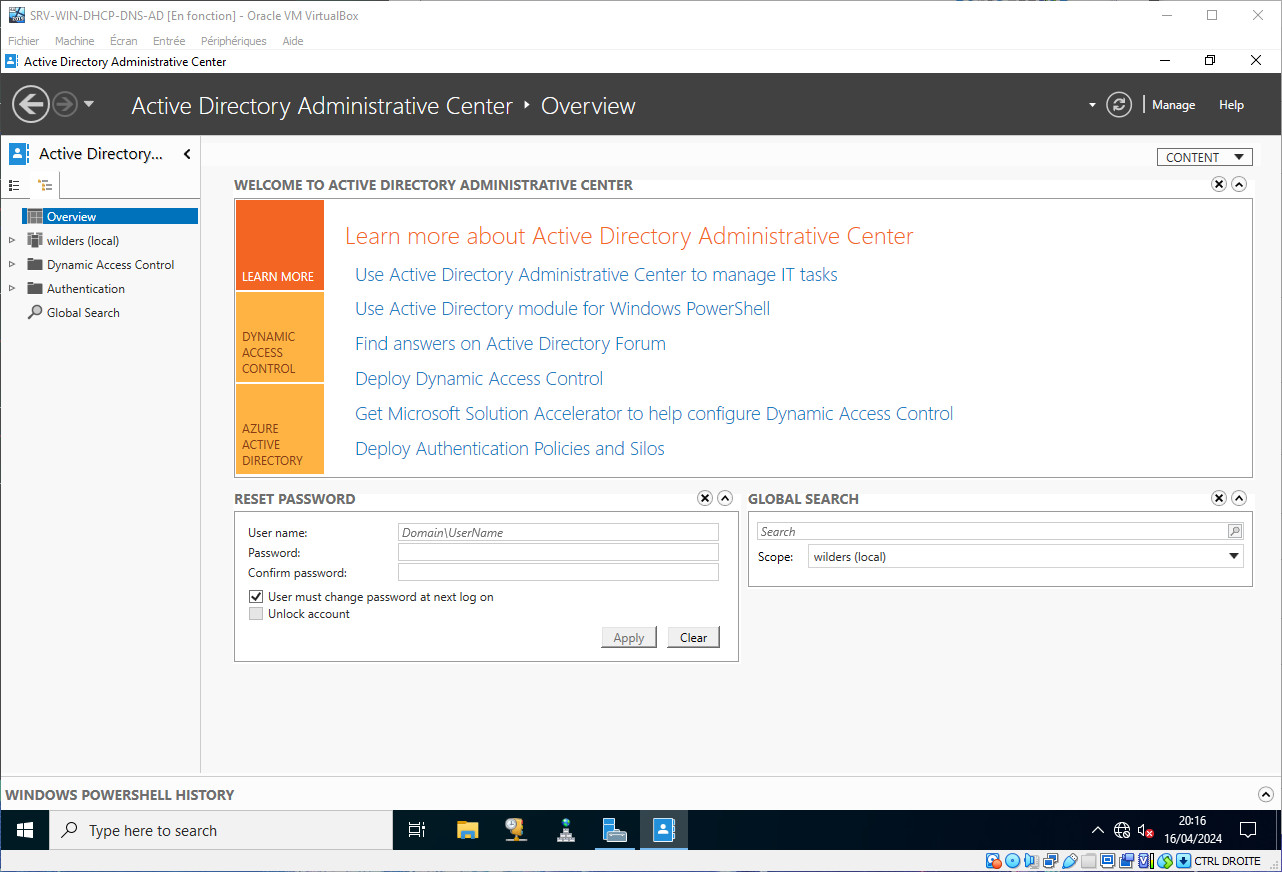 SRV-WIN-DHCP-DNS-AD [En fonction] - Oracle VM VirtualBox
Fichier Machine Écran Entrée Périphériques Aide
Active Directory Administrative Center
Active Directory Administrative Center Overview
Manage Help
Active Directory...
CONTENT
Overview
wilders (local)
Dynamic Access Control
Authentication
Global Search
WELCOME TO ACTIVE DIRECTORY ADMINISTRATIVE CENTER
LEARN MORE
DYNAMIC
ACCESS
CONTROL
AZURE
ACTIVE
DIRECTORY
Learn more about Active Directory Administrative Center
Use Active Directory Administrative Center to manage IT tasks
Use Active Directory module for Windows PowerShell
Find answers on Active Directory Forum
Deploy Dynamic Access Control
Get Microsoft Solution Accelerator to help configure Dynamic Access Control
Deploy Authentication Policies and Silos
RESET PASSWORD
User name: Domain\UserName
Password:
Confirm password:
User must change password at next log on
Unlock account
Apply Clear
GLOBAL SEARCH
Search
Scope: wilders (local)
WINDOWS POWERSHELL HISTORY
Type here to search
20:16
16/04/2024
CTRL DROITE